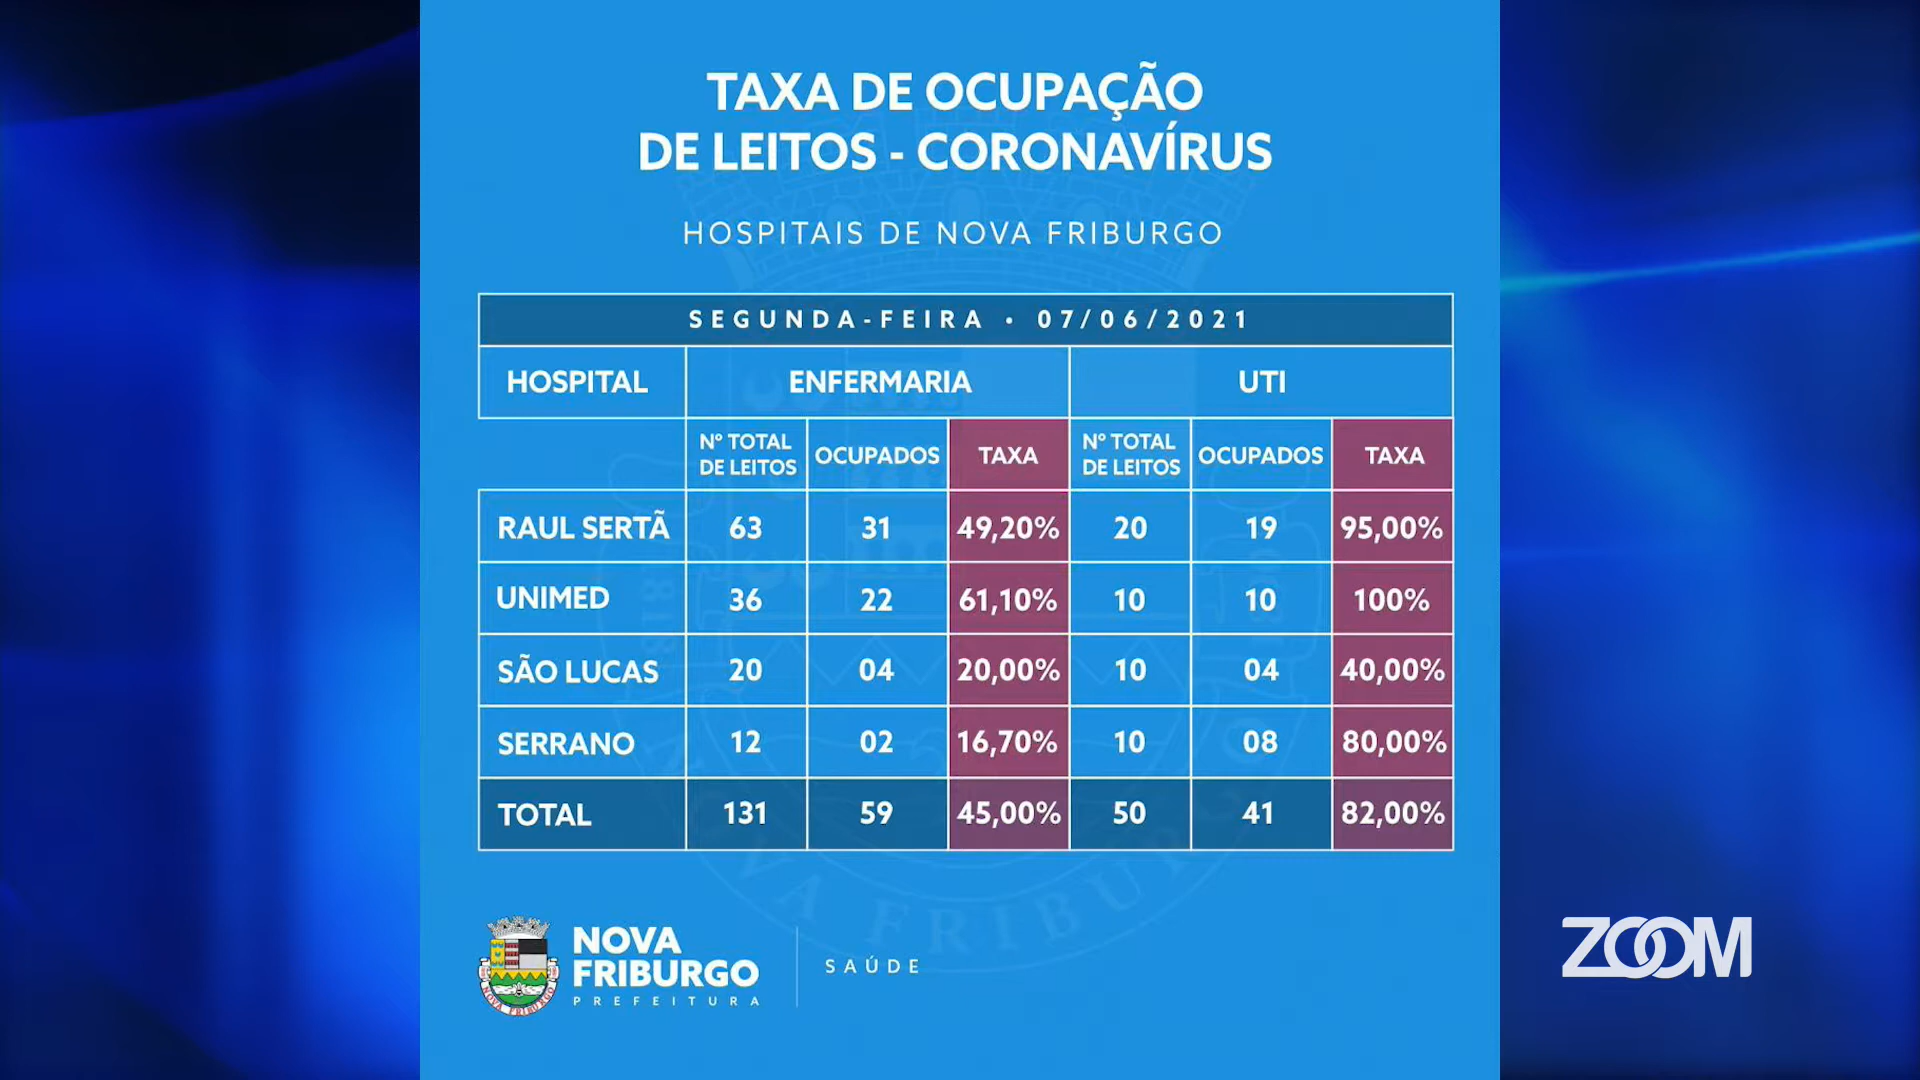 TAXA DE OCUPAÇÃO
DE LEITOS - CORONAVÍRUS
HOSPITAIS DE NOVA FRIBURGO
SEGUNDA-FEIRA • 07/06/2021
HOSPITAL ENFERMARIA UTI
Nº TOTAL DE LEITOS OCUPADOS TAXA Nº TOTAL DE LEITOS OCUPADOS TAXA
RAUL SERTÃ 63 31 49,20% 20 19 95,00%
UNIMED 36 22 61,10% 10 10 100%
SÃO LUCAS 20 04 20,00% 10 04 40,00%
SERRANO 12 02 16,70% 10 08 80,00%
TOTAL 131 59 45,00% 50 41 82,00%
NOVA
FRIBURGO
PREFEITURA
SAÚDE
NOVA FRIBURGO
ZOOM